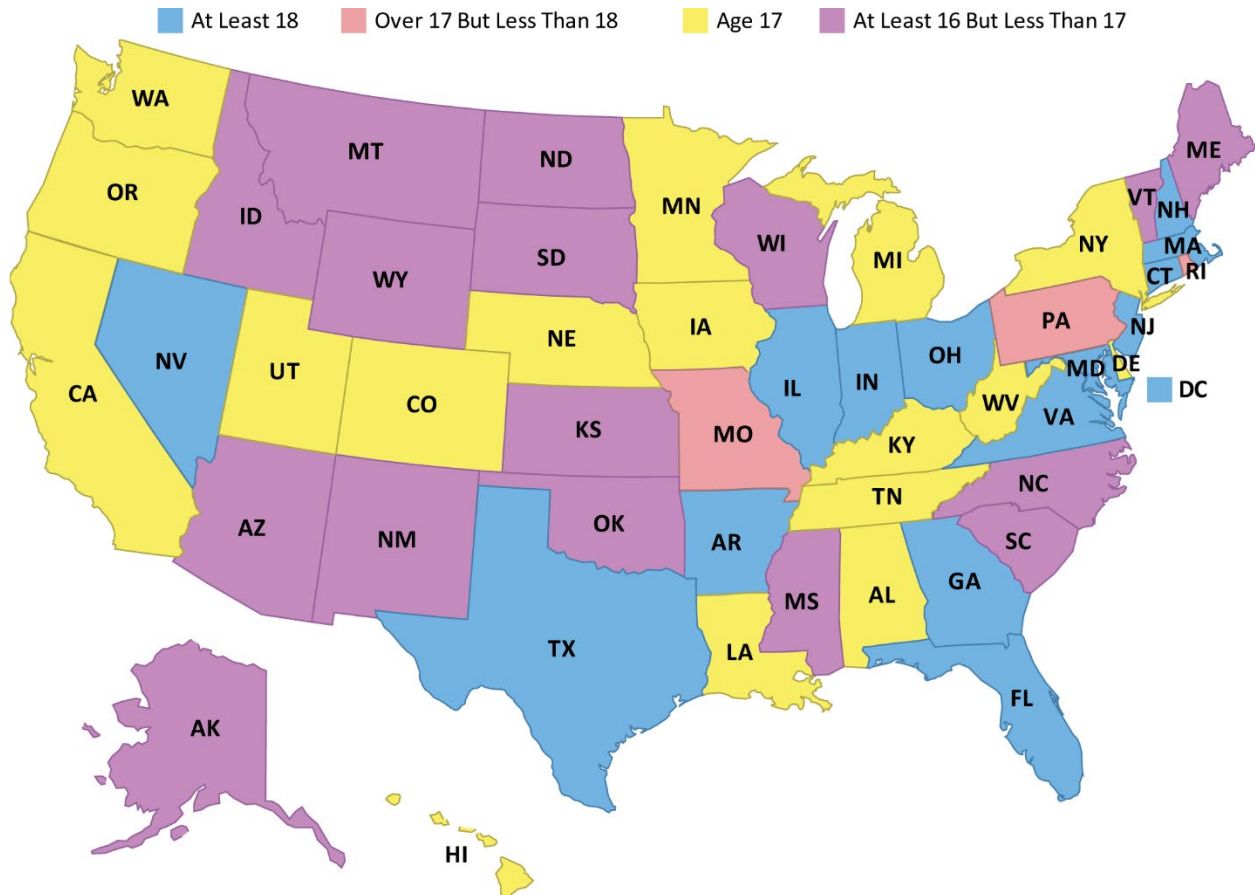 At Least 18 Over 17 But Less Than 18 Age 17 At Least 16 But Less Than 17
WA
MT
ND
ME
OR
ID
MN
VT
NH
SD
WI
NY
MA
WY
MI
CT
RI
IA
PA
NE
NJ
NV
OH
UT
IL
IN
MD
DE
CA
CO
DC
WV
VA
KS
MO
KY
NC
TN
AZ
OK
NM
AR
SC
MS
AL
GA
TX
LA
FL
AK
HI